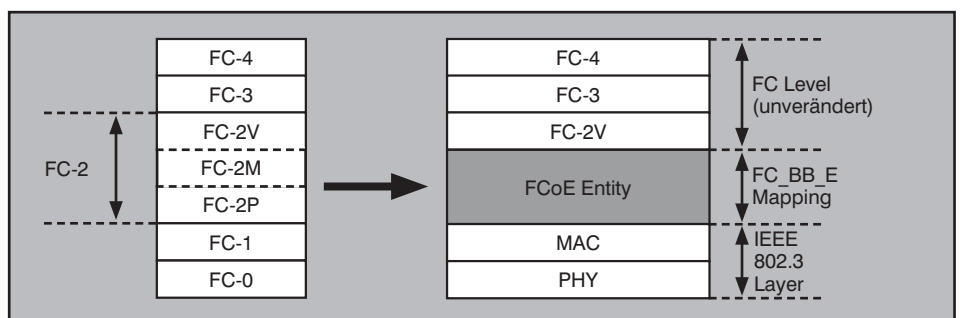 FC-4
FC-3
FC-2V
FC-2M
FC-2P
FC-1
FC-0
FC-2
FC-4
FC-3
FC-2V
FCoE Entity
MAC
PHY
FC Level
(unverändert)
FC_BB_E
Mapping
IEEE
802.3
Layer